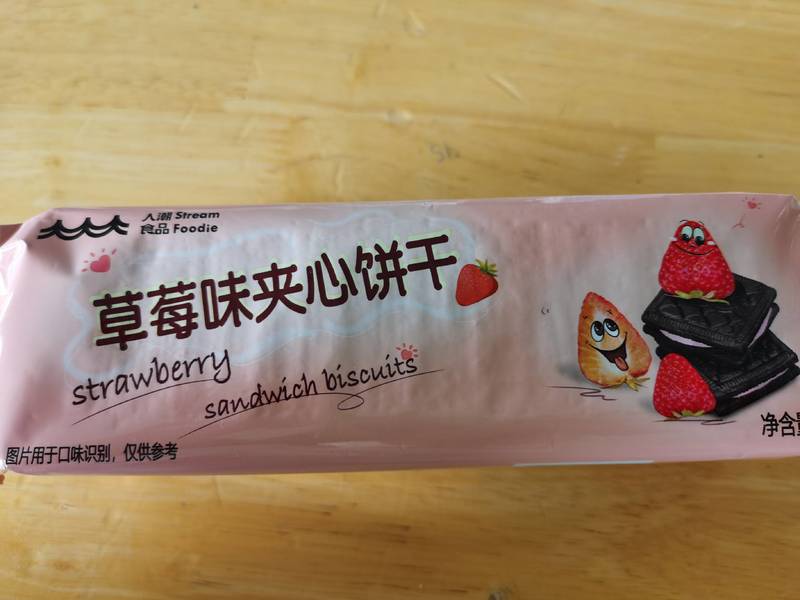 人潮 Stream
食品 Foodie
草莓味夹心饼干
strawberry
sandwich biscuits
图片用于口味识别，仅供参考
净含